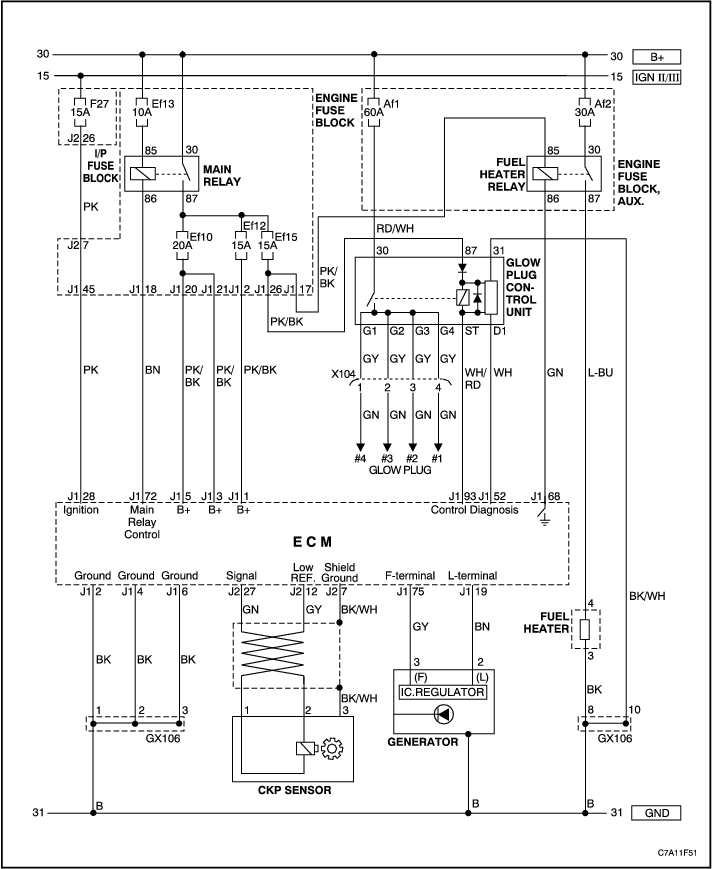 30 30 B+
15 15 IGN II/III
F27 Ef13 ENGINE Af1 Af2
15A 10A FUSE 60A 30A
BLOCK
J2 26
I/P
FUSE
BLOCK
85 30 MAIN
RELAY
86 87
FUEL
HEATER
RELAY
85 30
86 87
ENGINE
FUSE
BLOCK,
AUX.
PK
Ef10 Ef12 Ef15
20A 15A 15A
RD/WH
J2 7
30 87 31
GLOW
PLUG
CON-
TROL
UNIT
PK/
BK
J1 45 J1 18 J1 20 J1 21 J1 2 J1 26 J1 17
PK/BK
G1 G2 G3 G4 ST D1
GY GY GY GY
PK BN PK/
BK
PK/
BK
PK/BK
X104
1 2 3 4
WH/
RD
WH GN L-BU
GN GN GN GN
#4 #3 #2 #1
GLOW PLUG
J1 28 J1 72 J1 5 J1 3 J1 1 J1 93 J1 52 J1 68
Ignition Main
Relay
Control
B+ B+ B+ Control Diagnosis
ECM
Ground Ground Ground Signal Low
REF.
Shield
Ground
F-terminal L-terminal
J1 2 J1 4 J1 6 J2 27 J2 12 J2 7 J1 75 J1 19
GN GY BK/WH GY BN
BK/WH
FUEL
HEATER
4
3
BK BK BK
3 2
(F) (L)
IC.REGULATOR
GENERATOR
BK/WH
BK
1 2 3
GX106
1 2 3
CKP SENSOR
8 10
GX106
B B B
31 31 GND
C7A11F51